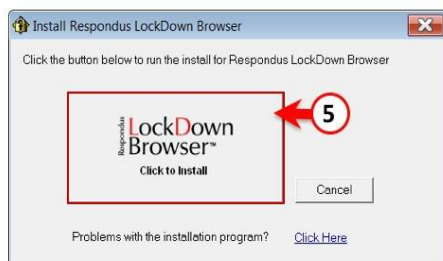 Install Respondus LockDown Browser
Click the button below to run the install for Respondus LockDown Browser
Respondus
LockDown
Browser™
Click to Install
5
Cancel
Problems with the installation program? Click Here